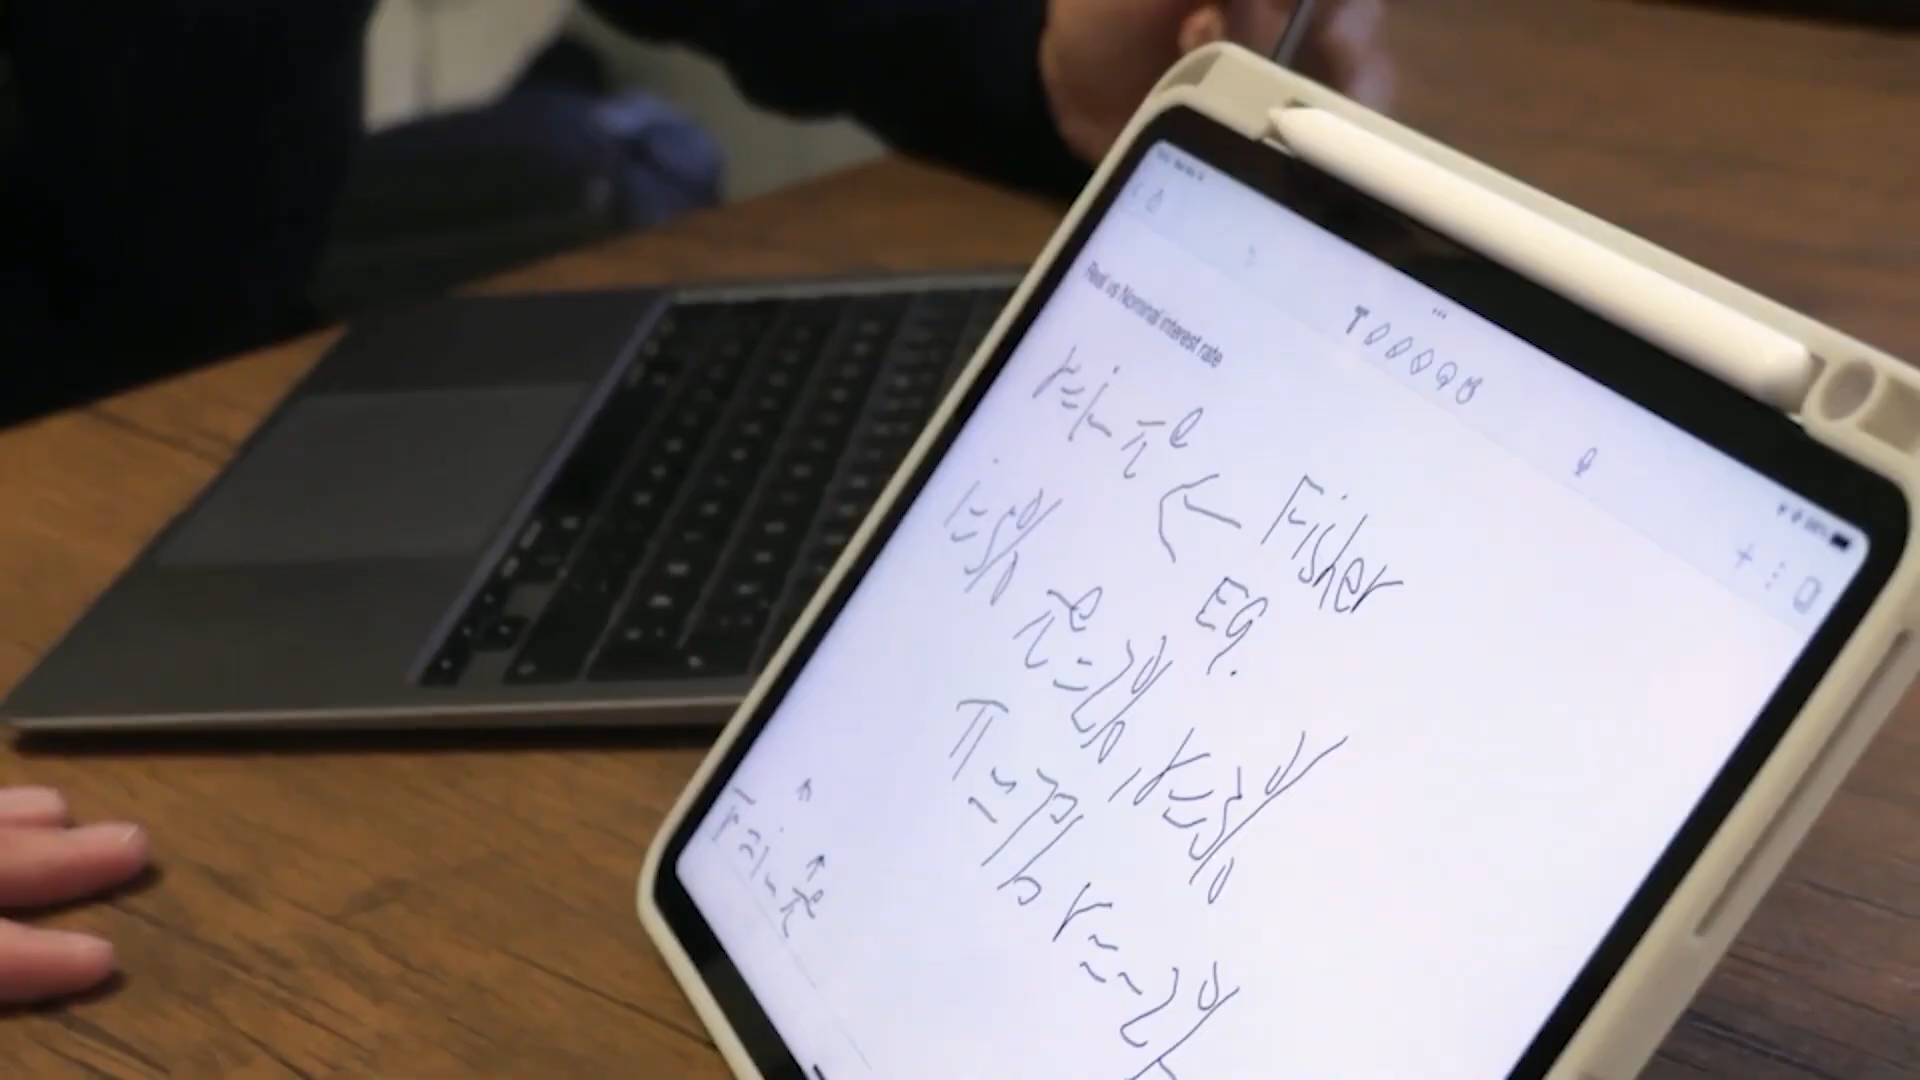 Real vs Nominal interest rate
r=i-π^e
← Fisher
Eq.
i=5%
π^e=2%, r=3%
π=7% r=-2%
↑ ↑
r̄=i-π^e